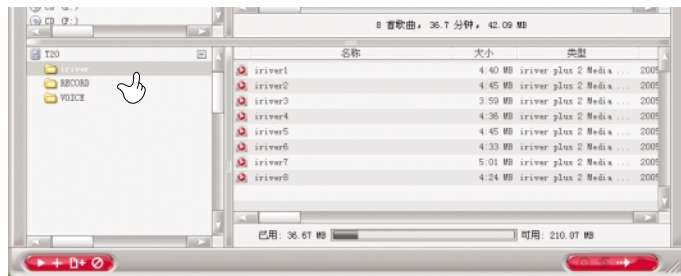 CD (F:)
8 首歌曲, 36.7 分钟, 42.09 MB
T20
iriver
RECORD
VOICE
名称 大小 类型
iriver1 4:40 MB iriver plus 2 Media ... 2005
iriver2 4:45 MB iriver plus 2 Media ... 2005
iriver3 3:59 MB iriver plus 2 Media ... 2005
iriver4 4:36 MB iriver plus 2 Media ... 2005
iriver5 4:45 MB iriver plus 2 Media ... 2005
iriver6 4:33 MB iriver plus 2 Media ... 2005
iriver7 5:01 MB iriver plus 2 Media ... 2005
iriver8 4:24 MB iriver plus 2 Media ... 2005
已用: 36.67 MB 可用: 210.07 MB